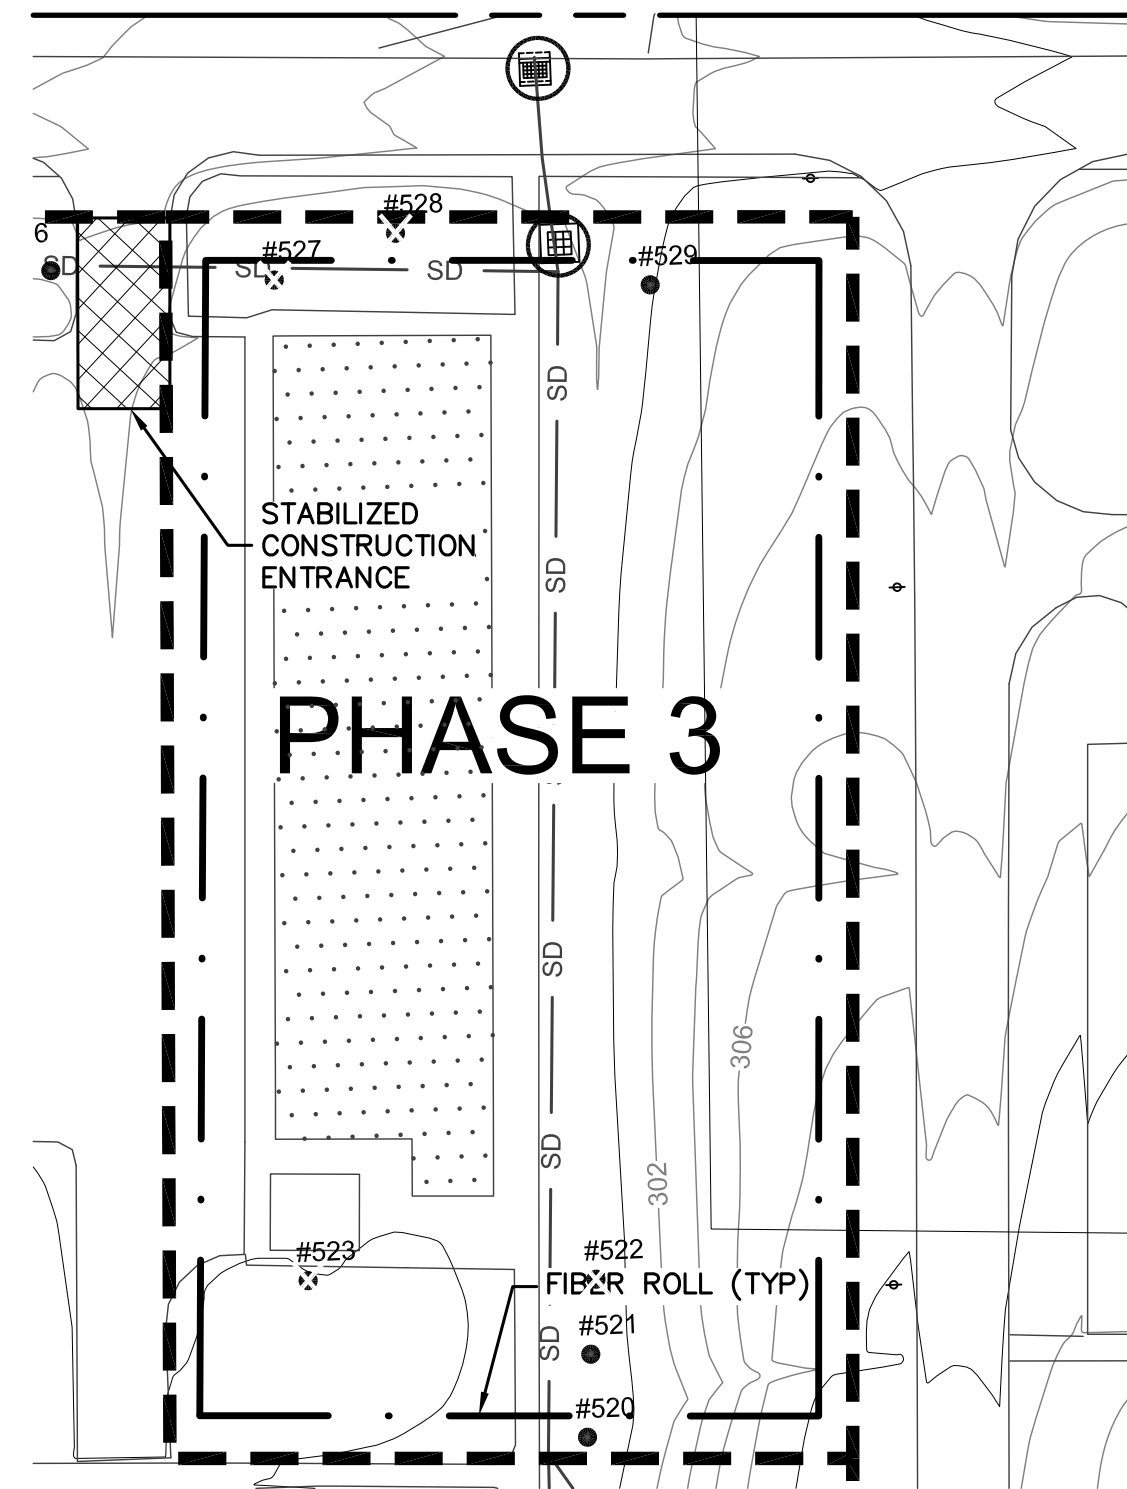 #528
6
#527
#529
SD
SD
SD
SD
STABILIZED
CONSTRUCTION
ENTRANCE
SD
PHASE 3
SD
306
SD
302
#523
#522
FIBER ROLL (TYP)
#521
SD
#520